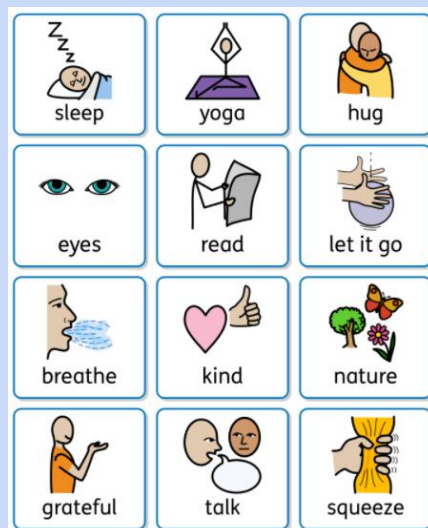 Z
Z
Z
Z
sleep
yoga
hug
eyes
read
let it go
breathe
kind
nature
grateful
talk
squeeze